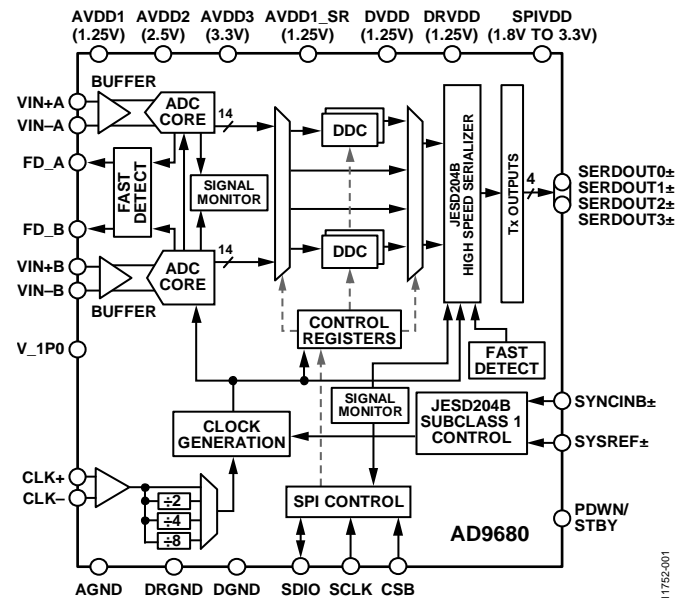 AVDD1 AVDD2 AVDD3 AVDD1_SR DVDD DRVDD SPIVDD
(1.25V) (2.5V) (3.3V) (1.25V) (1.25V) (1.25V) (1.8V TO 3.3V)
BUFFER
VIN+A
VIN–A
ADC
CORE
14
DDC
FD_A
FAST
DETECT
SIGNAL
MONITOR
JESD204B
HIGH SPEED SERIALIZER
Tx OUTPUTS
4
SERDOUT0±
SERDOUT1±
SERDOUT2±
SERDOUT3±
FD_B
VIN+B
VIN–B
ADC
CORE
14
DDC
BUFFER
CONTROL
REGISTERS
V_1P0
FAST
DETECT
SIGNAL
MONITOR
JESD204B
SUBCLASS 1
CONTROL
SYNCINB±
SYSREF±
CLOCK
GENERATION
CLK+
CLK–
÷2
÷4
÷8
SPI CONTROL
PDWN/
STBY
AD9680
AGND DRGND DGND SDIO SCLK CSB
11752-001